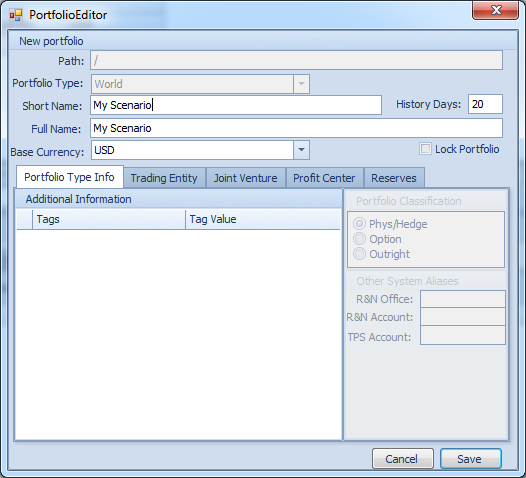 PortfolioEditor
New portfolio
Path: /
Portfolio Type: World
Short Name: My Scenario History Days: 20
Full Name: My Scenario
Base Currency: USD Lock Portfolio
Portfolio Type Info Trading Entity Joint Venture Profit Center Reserves
Additional Information Portfolio Classification
Tags Tag Value
Phys/Hedge
Option
Outright
Other System Aliases
R&N Office:
R&N Account:
TPS Account:
Cancel Save